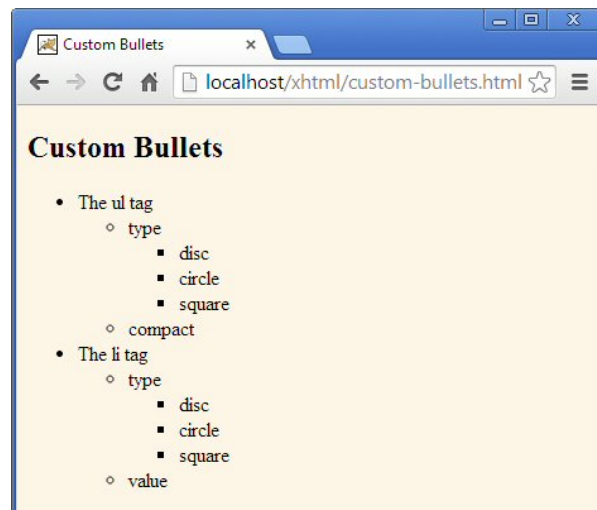 Custom Bullets
localhost/xhtml/custom-bullets.html
Custom Bullets
The ul tag
type
disc
circle
square
compact
The li tag
type
disc
circle
square
value